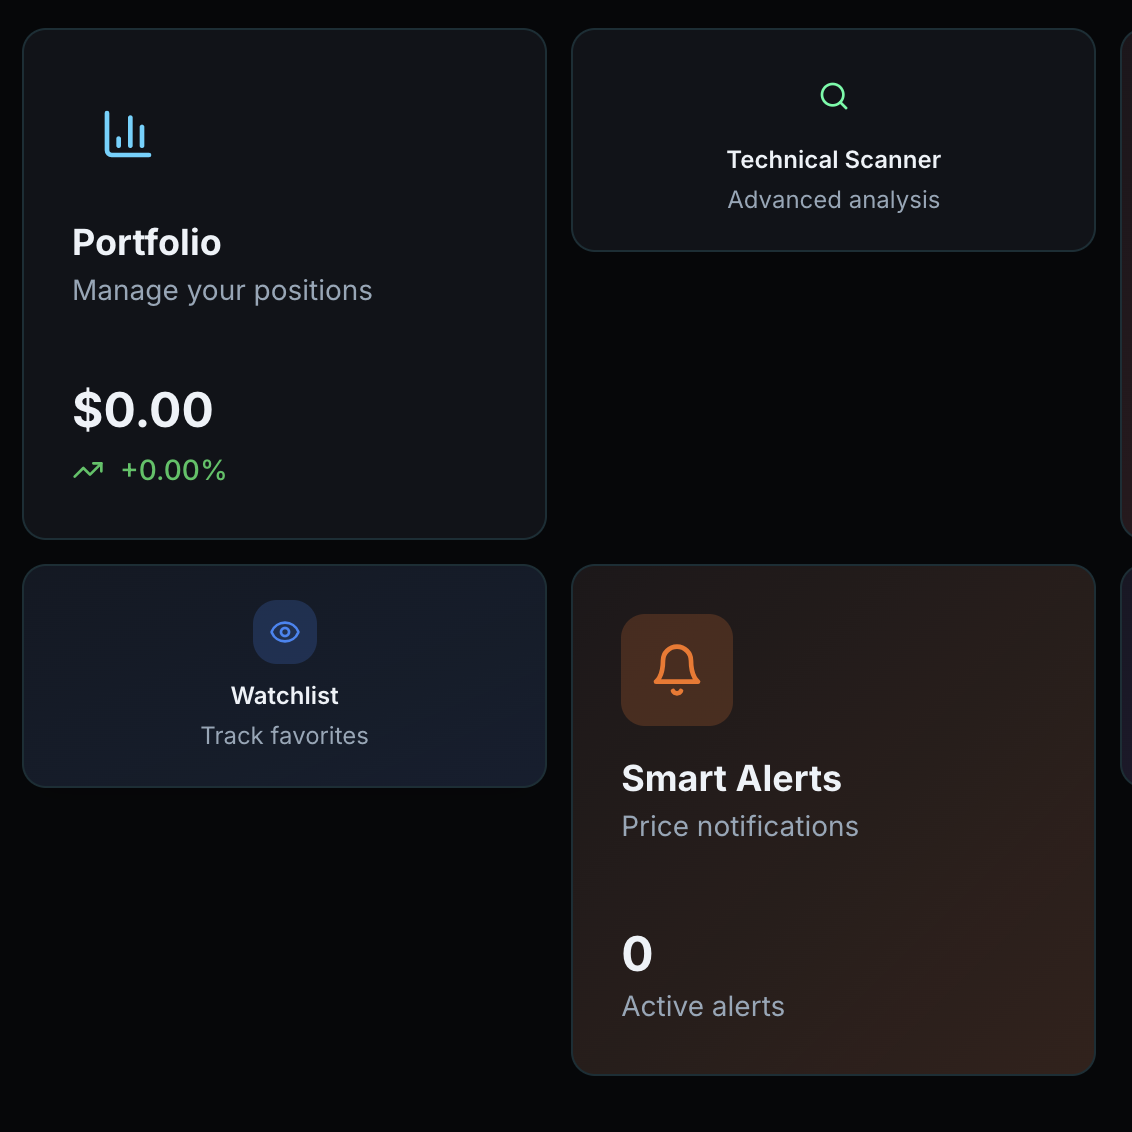 Portfolio
Manage your positions
$0.00
+0.00%
Technical Scanner
Advanced analysis
Watchlist
Track favorites
Smart Alerts
Price notifications
0
Active alerts